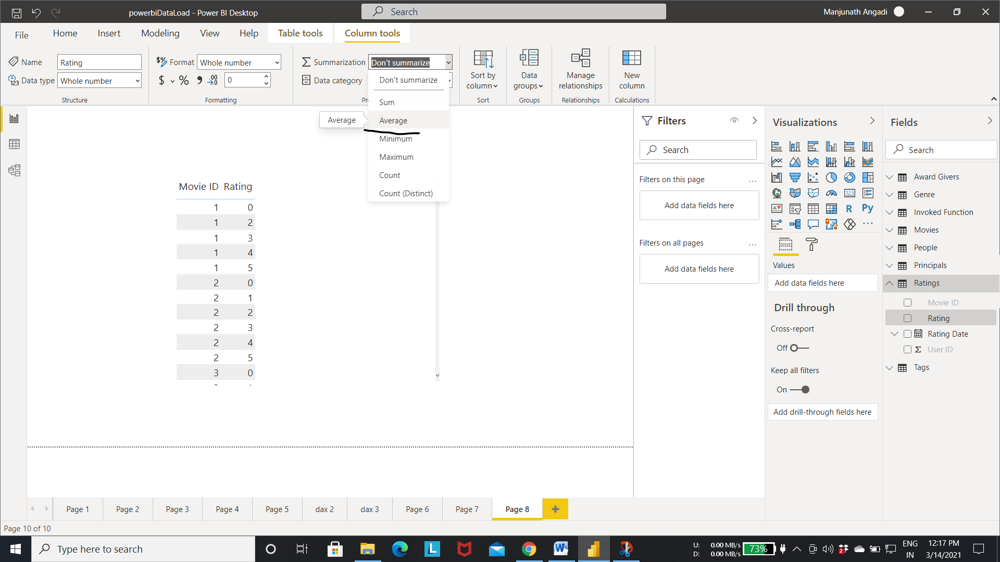 powerbiDataLoad - Power BI Desktop
Search
Manjunath Angadi
File Home Insert Modeling View Help Table tools Column tools
Name Rating
Data type Whole number
Structure
Format Whole number
$ % 0
Formatting
Summarization Don't summarize
Data category
Pr
Don't summarize
Sum
Average
Average
Minimum
Maximum
Count
Count (Distinct)
Sort by
column
Sort
Data
groups
Groups
Manage
relationships
Relationships
New
column
Calculations
Movie ID Rating
1 0
1 2
1 3
1 4
1 5
2 0
2 1
2 2
2 3
2 4
2 5
3 0
Filters
Search
Filters on this page ...
Add data fields here
Filters on all pages ...
Add data fields here
Visualizations
R Py
...
Values
Add data fields here
Drill through
Cross-report
Off
Keep all filters
On
Add drill-through fields here
Fields
Search
Award Givers
Genre
Invoked Function
Movies
People
Principals
Ratings
Movie ID
Rating
Rating Date
Σ User ID
Tags
Page 1 Page 2 Page 3 Page 4 Page 5 dax 2 dax 3 Page 6 Page 7 Page 8 +
Page 10 of 10
Type here to search
U: 0.00 MB/s
D: 0.00 MB/s
73%
ENG
IN
12:17 PM
3/14/2021